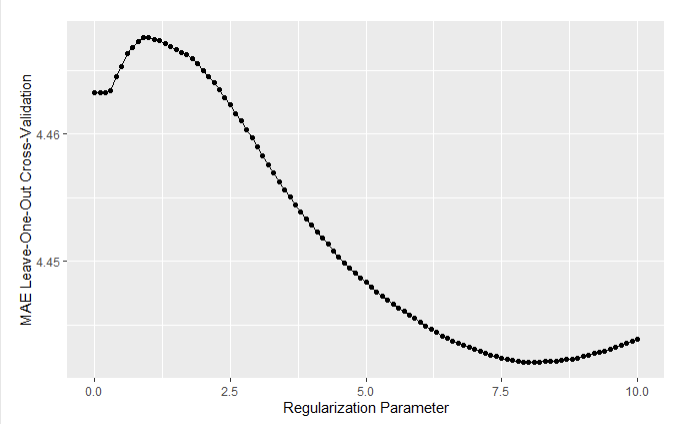 MAE Leave-One-Out Cross-Validation
4.46
4.45
0.0 2.5 5.0 7.5 10.0
Regularization Parameter